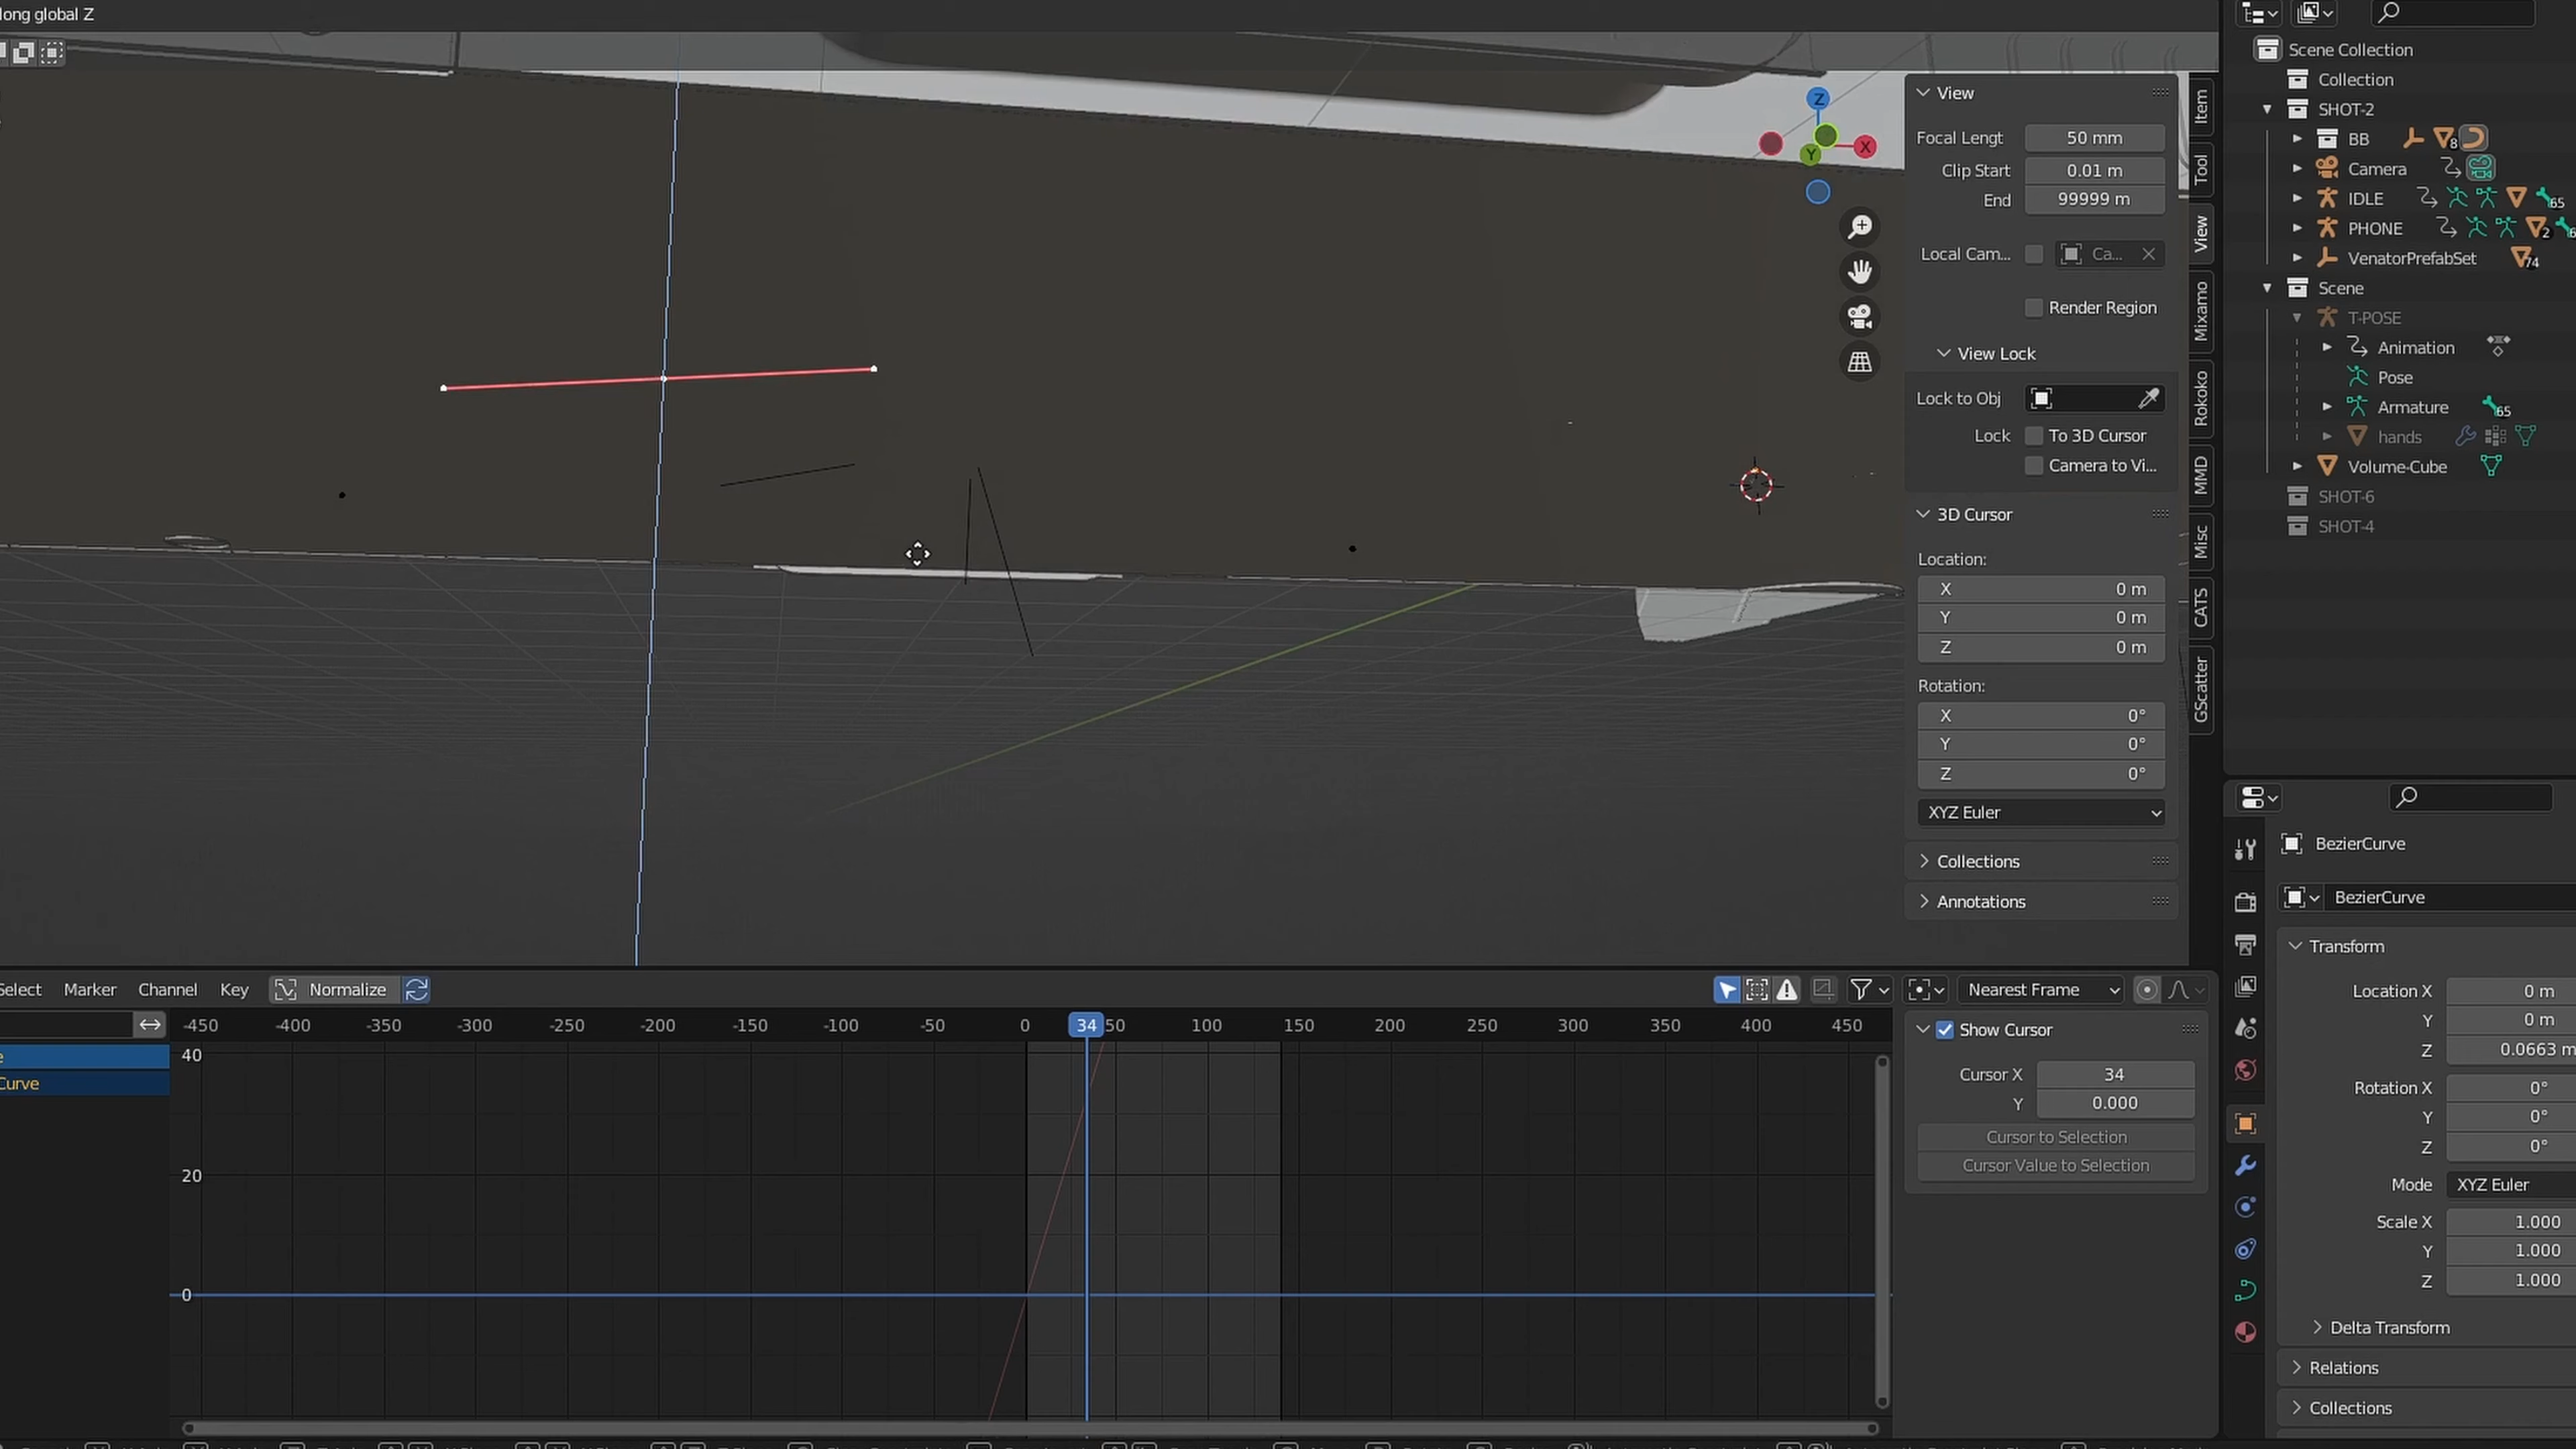 long global Z
Z
X
Y
View
Focal Lengt 50 mm
Clip Start 0.01 m
End 99999 m
Local Cam... Ca...
Render Region
View Lock
Lock to Obj
Lock To 3D Cursor
Camera to Vi...
3D Cursor
Location:
X 0 m
Y 0 m
Z 0 m
Rotation:
X 0°
Y 0°
Z 0°
XYZ Euler
Collections
Annotations
Item
Tool
View
Mixamo
Rokoko
MMD
Misc
CATS
GScatter
Scene Collection
Collection
SHOT-2
BB 8
Camera
IDLE 65
PHONE 2 6
VenatorPrefabSet 74
Scene
T-POSE
Animation
Pose
Armature 65
hands
Volume-Cube
SHOT-6
SHOT-4
BezierCurve
BezierCurve
Transform
Location X 0 m
Y 0 m
Z 0.0663 m
Rotation X 0°
Y 0°
Z 0°
Mode XYZ Euler
Scale X 1.000
Y 1.000
Z 1.000
Delta Transform
Relations
Collections
Select Marker Channel Key Normalize Nearest Frame
-450 -400 -350 -300 -250 -200 -150 -100 -50 0 34 50 100 150 200 250 300 350 400 450
e
Curve
40
20
0
Show Cursor
Cursor X 34
Y 0.000
Cursor to Selection
Cursor Value to Selection